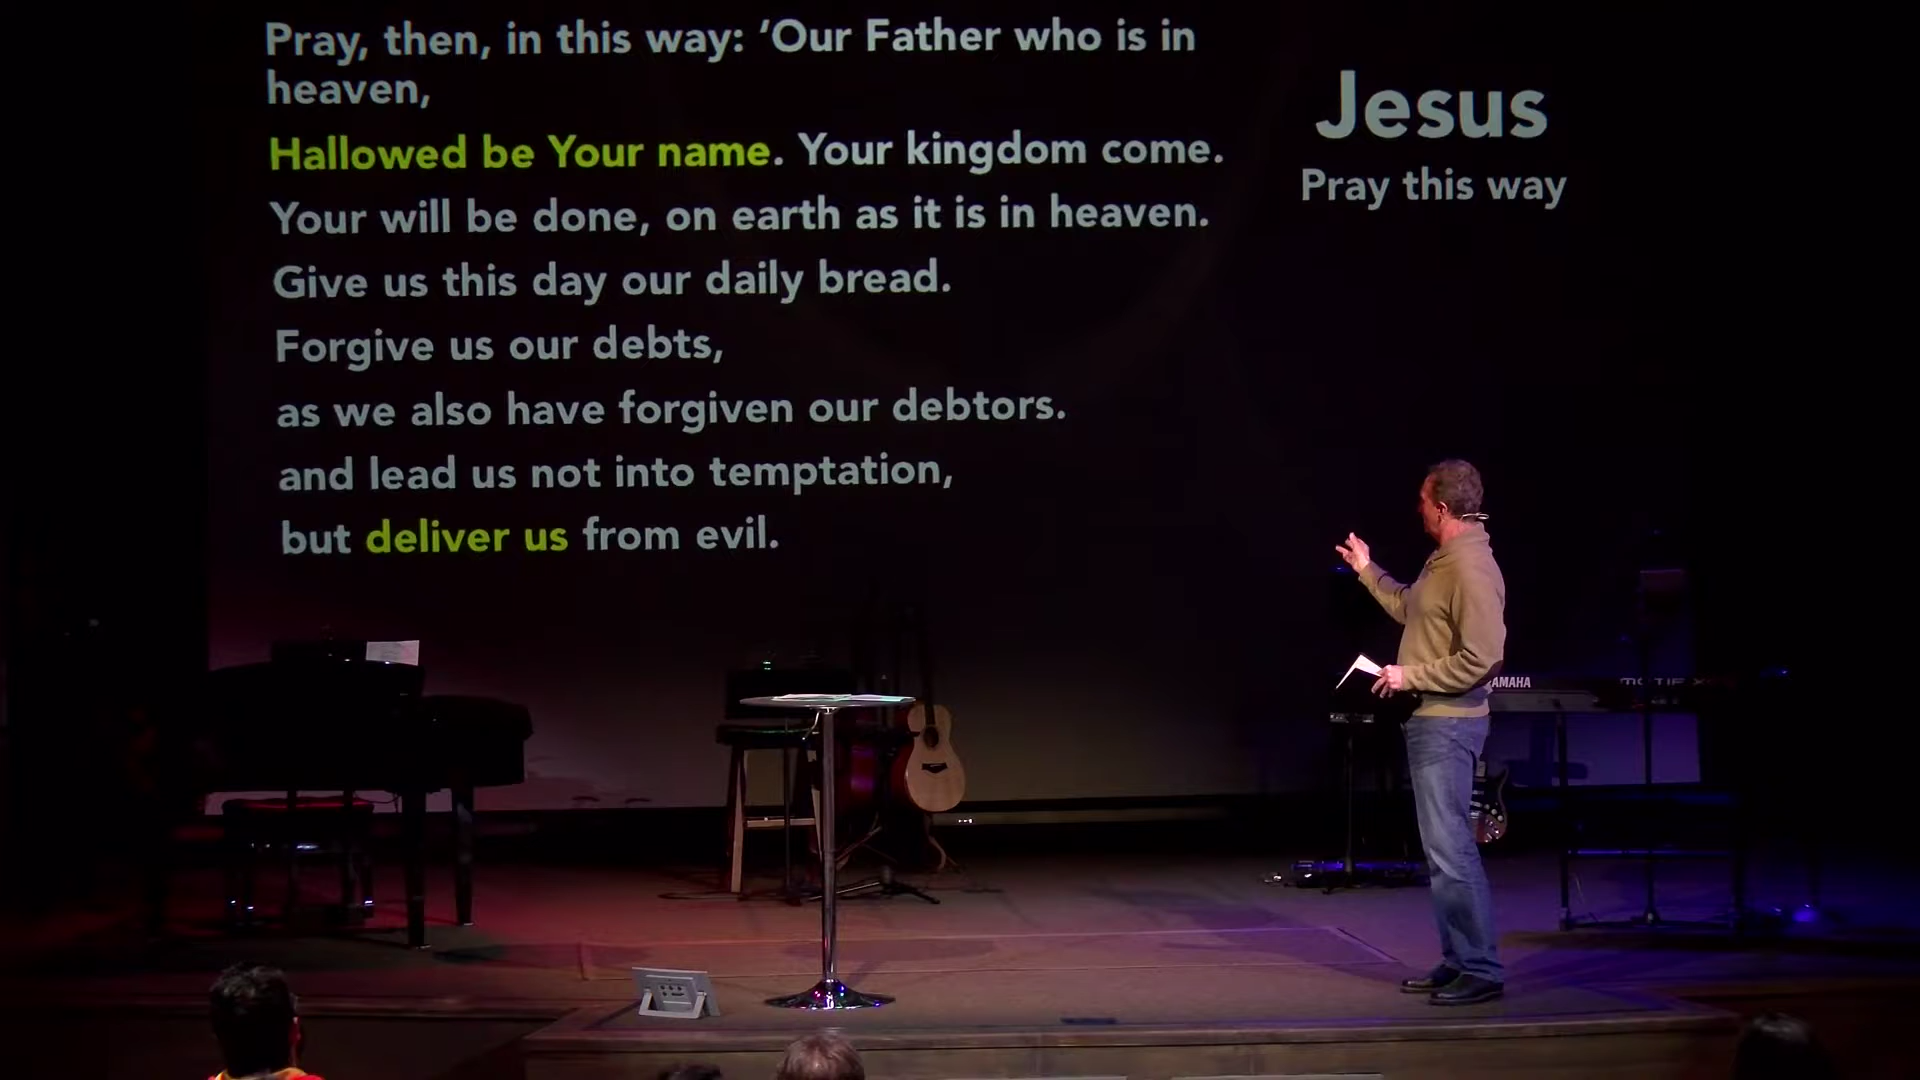 Pray, then, in this way: ‘Our Father who is in
heaven,
Hallowed be Your name. Your kingdom come.
Your will be done, on earth as it is in heaven.
Give us this day our daily bread.
Forgive us our debts,
as we also have forgiven our debtors.
and lead us not into temptation,
but deliver us from evil.
Jesus
Pray this way
AMAHA
MOTIF